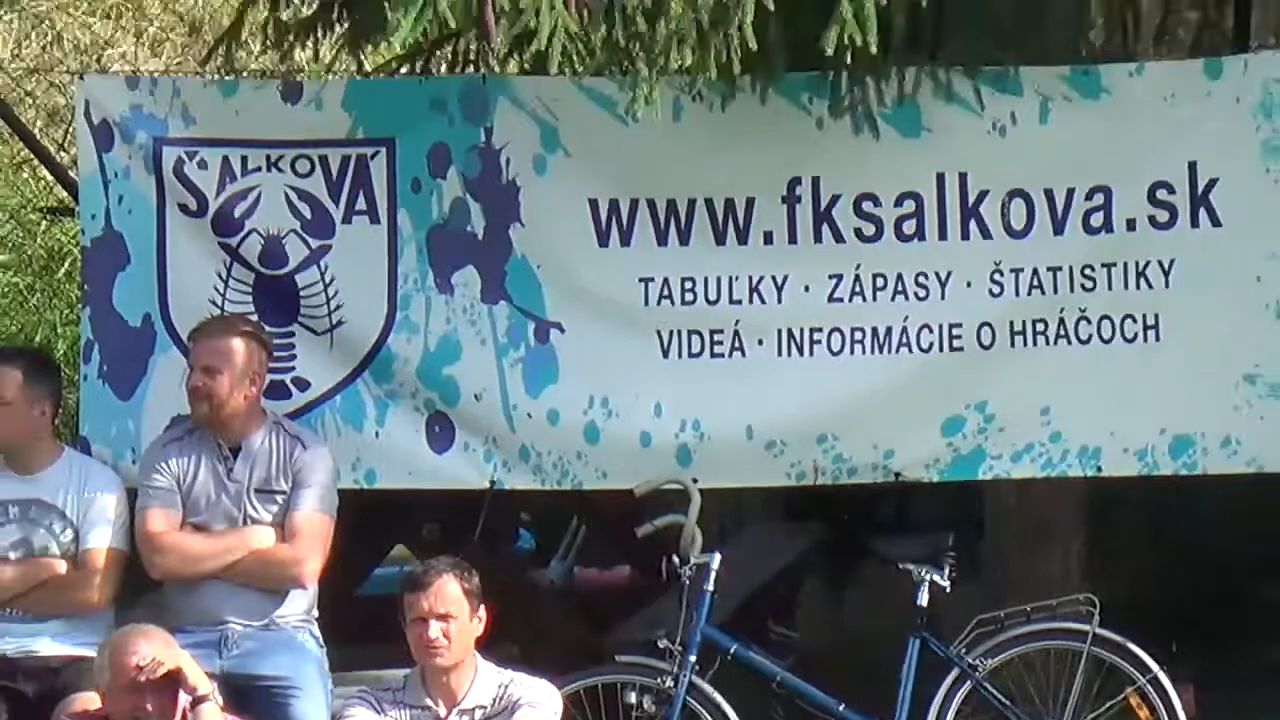 ŠALKOVÁ
www.fksalkova.sk
TABUĽKY · ZÁPASY · ŠTATISTIKY
VIDEÁ · INFORMÁCIE O HRÁČOCH